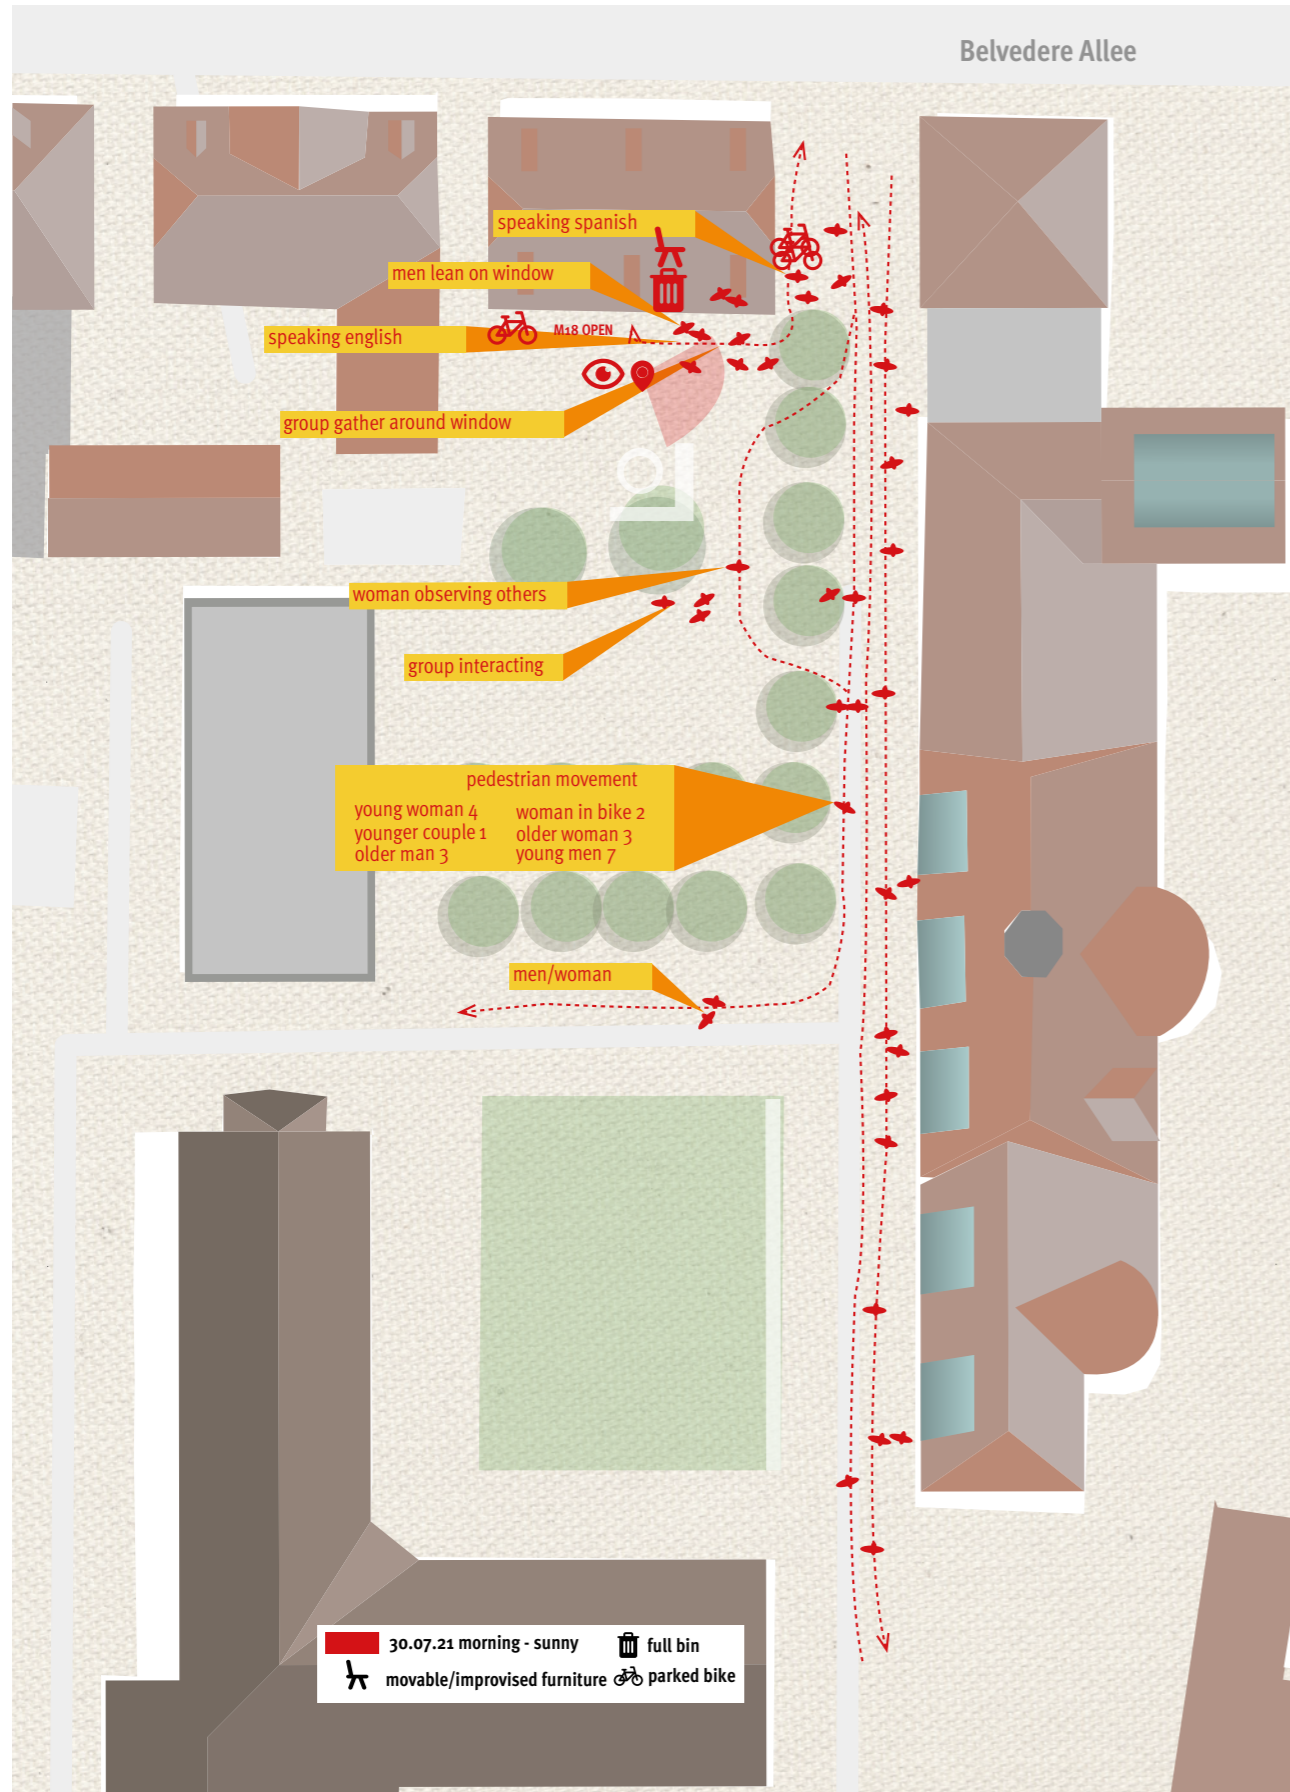 Belvedere Allee
speaking spanish
men lean on window
M18 OPEN
speaking english
group gather around window
woman observing others
group interacting
pedestrian movement
young woman 4
younger couple 1
older man 3
woman in bike 2
older woman 3
young men 7
men/woman
30.07.21 morning - sunny
full bin
movable/improvised furniture
parked bike